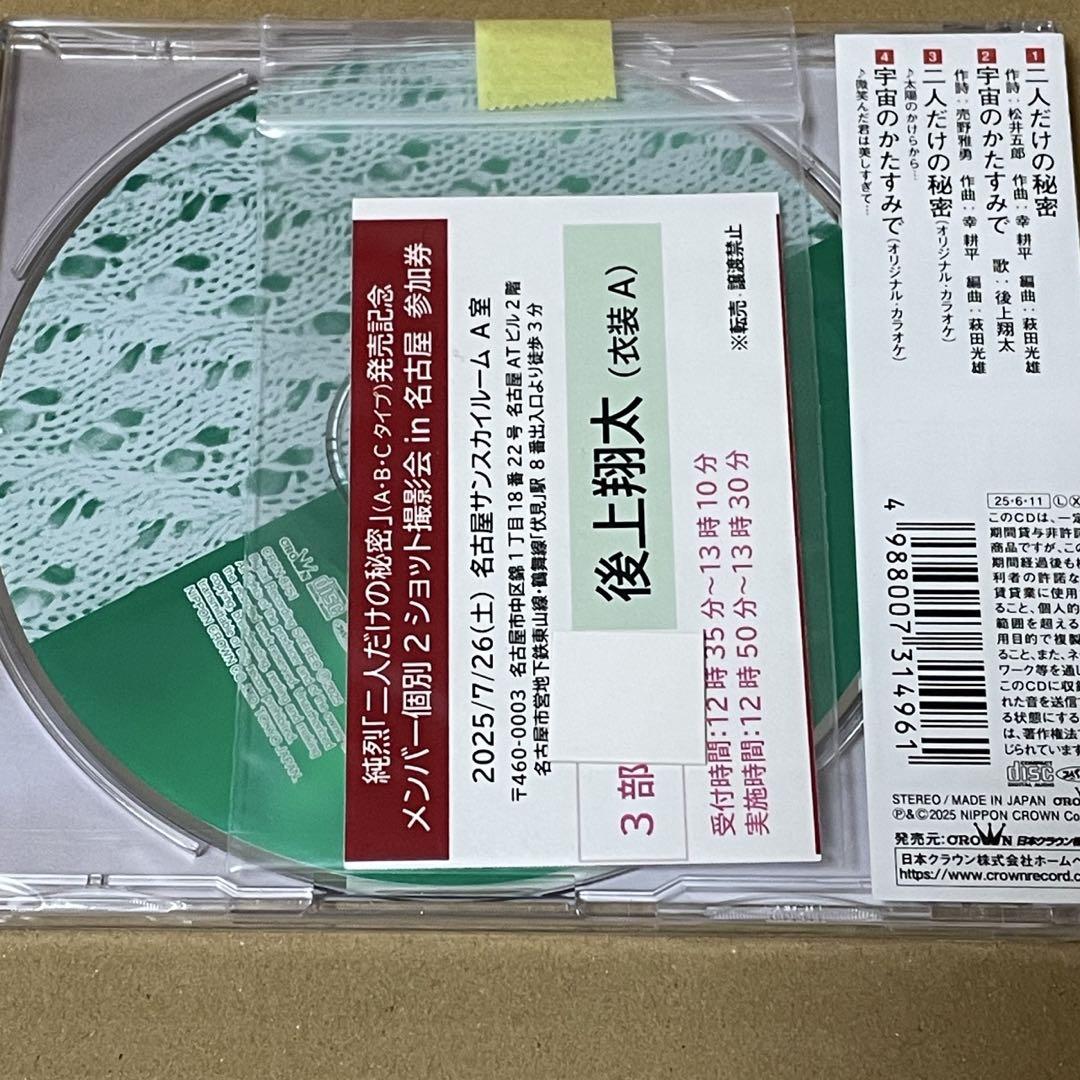 純烈「二人だけの秘密」(A・B・Cタイプ)発売記念
メンバー個別2ショット撮影会 in 名古屋 参加券
2025/7/26(土) 名古屋サンスカイルーム A室
〒460-0003 名古屋市中区錦1丁目18番22号 名古屋ATビル2階
名古屋市営地下鉄東山線・鶴舞線「伏見」駅 8番出入口より徒歩3分
後上翔太(衣装A)
3部
受付時間:12時35分~13時10分
実施時間:12時50分~13時30分
※転売・譲渡禁止
1 二人だけの秘密
作詩:松井五郎 作曲:幸 耕平 編曲:萩田光雄
2 宇宙のかたすみで 歌:後上翔太
作詩:売野雅勇 作曲:幸 耕平 編曲:萩田光雄
3 二人だけの秘密(オリジナル・カラオケ)
♪太陽のかけらから…
4 宇宙のかたすみで(オリジナル・カラオケ)
♪微笑んだ君は美しすぎて…
4 988007 314961
25・6・11 Ⓛ Ⓧ
このCDは、一定
期間貸与非許諾
商品ですが、この
期間経過後も権
利者の許諾な
賃貸業に使用
ること、個人的
範囲を超える
用目的で複製
ること、また、ネ
ワーク等を通じ
このCDに収録
れた音を送信
る状態にする
は、著作権法
じられています
COMPACT
disc
DIGITAL AUDIO
STEREO / MADE IN JAPAN
Ⓟ&©2025 NIPPON CROWN Co
発売元:CROWN 日本クラウン
日本クラウン株式会社ホームペ
https://www.crownrecord.c